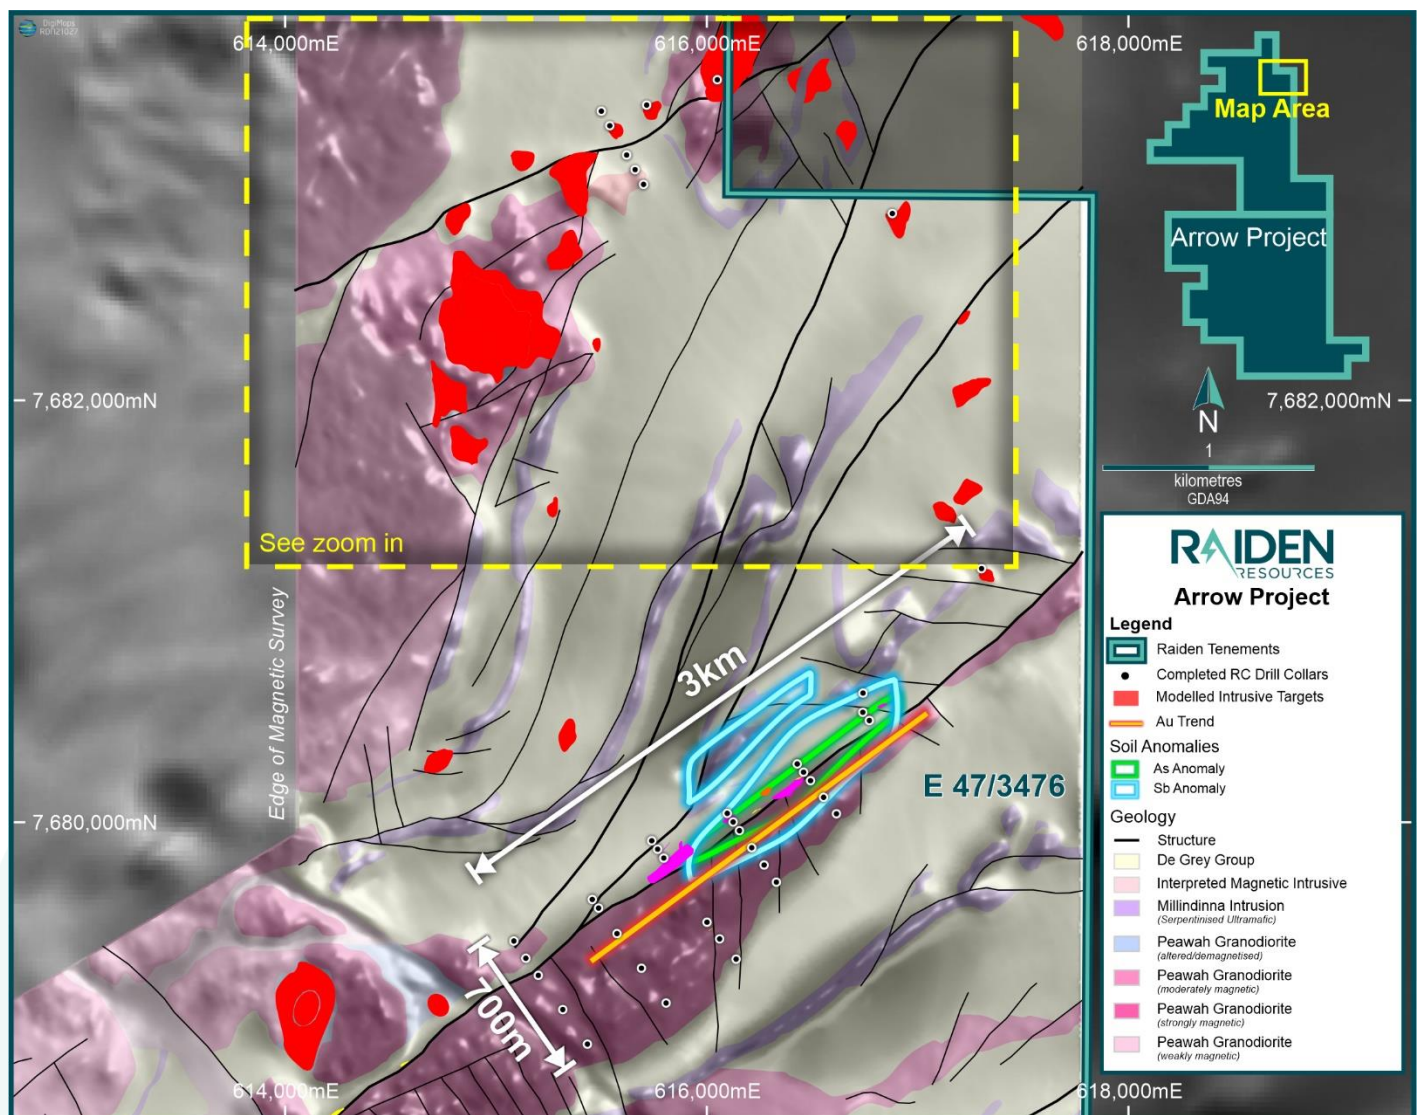 DigiMaps
RDN21027
614,000mE
616,000mE
618,000mE
Map Area
Arrow Project
7,682,000mN
7,682,000mN
N
1
kilometres
GDA94
See zoom in
Edge of Magnetic Survey
3km
700m
E 47/3476
7,680,000mN
614,000mE
616,000mE
618,000mE
RAIDEN
RESOURCES
Arrow Project
Legend
Raiden Tenements
Completed RC Drill Collars
Modelled Intrusive Targets
Au Trend
Soil Anomalies
As Anomaly
Sb Anomaly
Geology
Structure
De Grey Group
Interpreted Magnetic Intrusive
Millindinna Intrusion
(Serpentinised Ultramafic)
Peawah Granodiorite
(altered/demagnetised)
Peawah Granodiorite
(moderately magnetic)
Peawah Granodiorite
(strongly magnetic)
Peawah Granodiorite
(weakly magnetic)